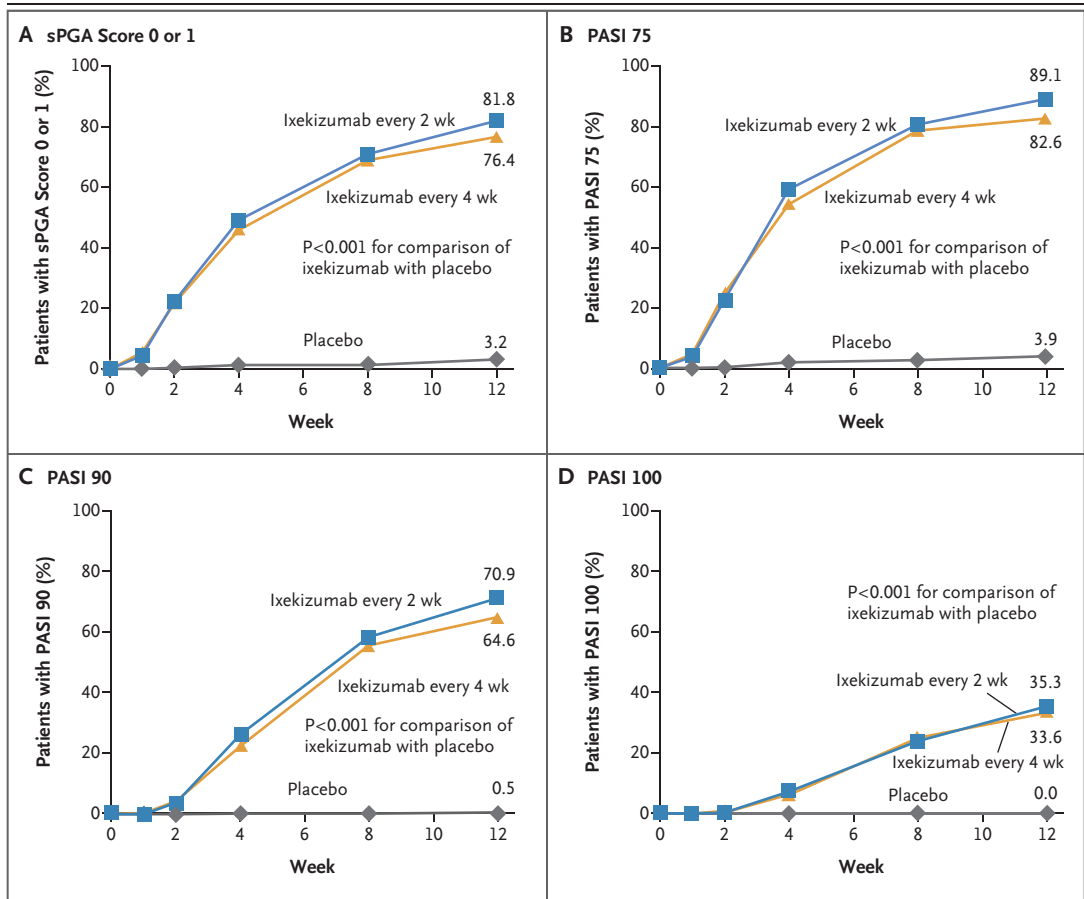 A sPGA Score 0 or 1
Patients with sPGA Score 0 or 1 (%)
100
80
60
40
20
0
81.8
Ixekizumab every 2 wk
76.4
Ixekizumab every 4 wk
P<0.001 for comparison of
ixekizumab with placebo
Placebo
3.2
0 2 4 6 8 10 12
Week
B PASI 75
Patients with PASI 75 (%)
100
80
60
40
20
0
89.1
Ixekizumab every 2 wk
82.6
Ixekizumab every 4 wk
P<0.001 for comparison of
ixekizumab with placebo
Placebo
3.9
0 2 4 6 8 10 12
Week
C PASI 90
Patients with PASI 90 (%)
100
80
60
40
20
0
70.9
Ixekizumab every 2 wk
64.6
Ixekizumab every 4 wk
P<0.001 for comparison of
ixekizumab with placebo
Placebo
0.5
0 2 4 6 8 10 12
Week
D PASI 100
Patients with PASI 100 (%)
100
80
60
40
20
0
P<0.001 for comparison of
ixekizumab with placebo
Ixekizumab every 2 wk
35.3
33.6
Ixekizumab every 4 wk
Placebo
0.0
0 2 4 6 8 10 12
Week